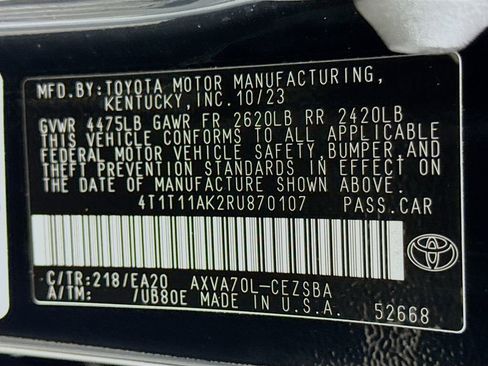 MFD. BY: TOYOTA MOTOR MANUFACTURING,
KENTUCKY, INC. 10/23
GVWR 4475LB GAWR FR 2620LB RR 2420LB
THIS VEHICLE CONFORMS TO ALL APPLICABLE
FEDERAL MOTOR VEHICLE SAFETY, BUMPER, AND
THEFT PREVENTION STANDARDS IN EFFECT ON
THE DATE OF MANUFACTURE SHOWN ABOVE.
4T1T11AK2RU870107 PASS.CAR
C/TR:218/EA20 AXVA70L-CEZSBA
A/TM: /UB80E MADE IN U.S.A. 52668